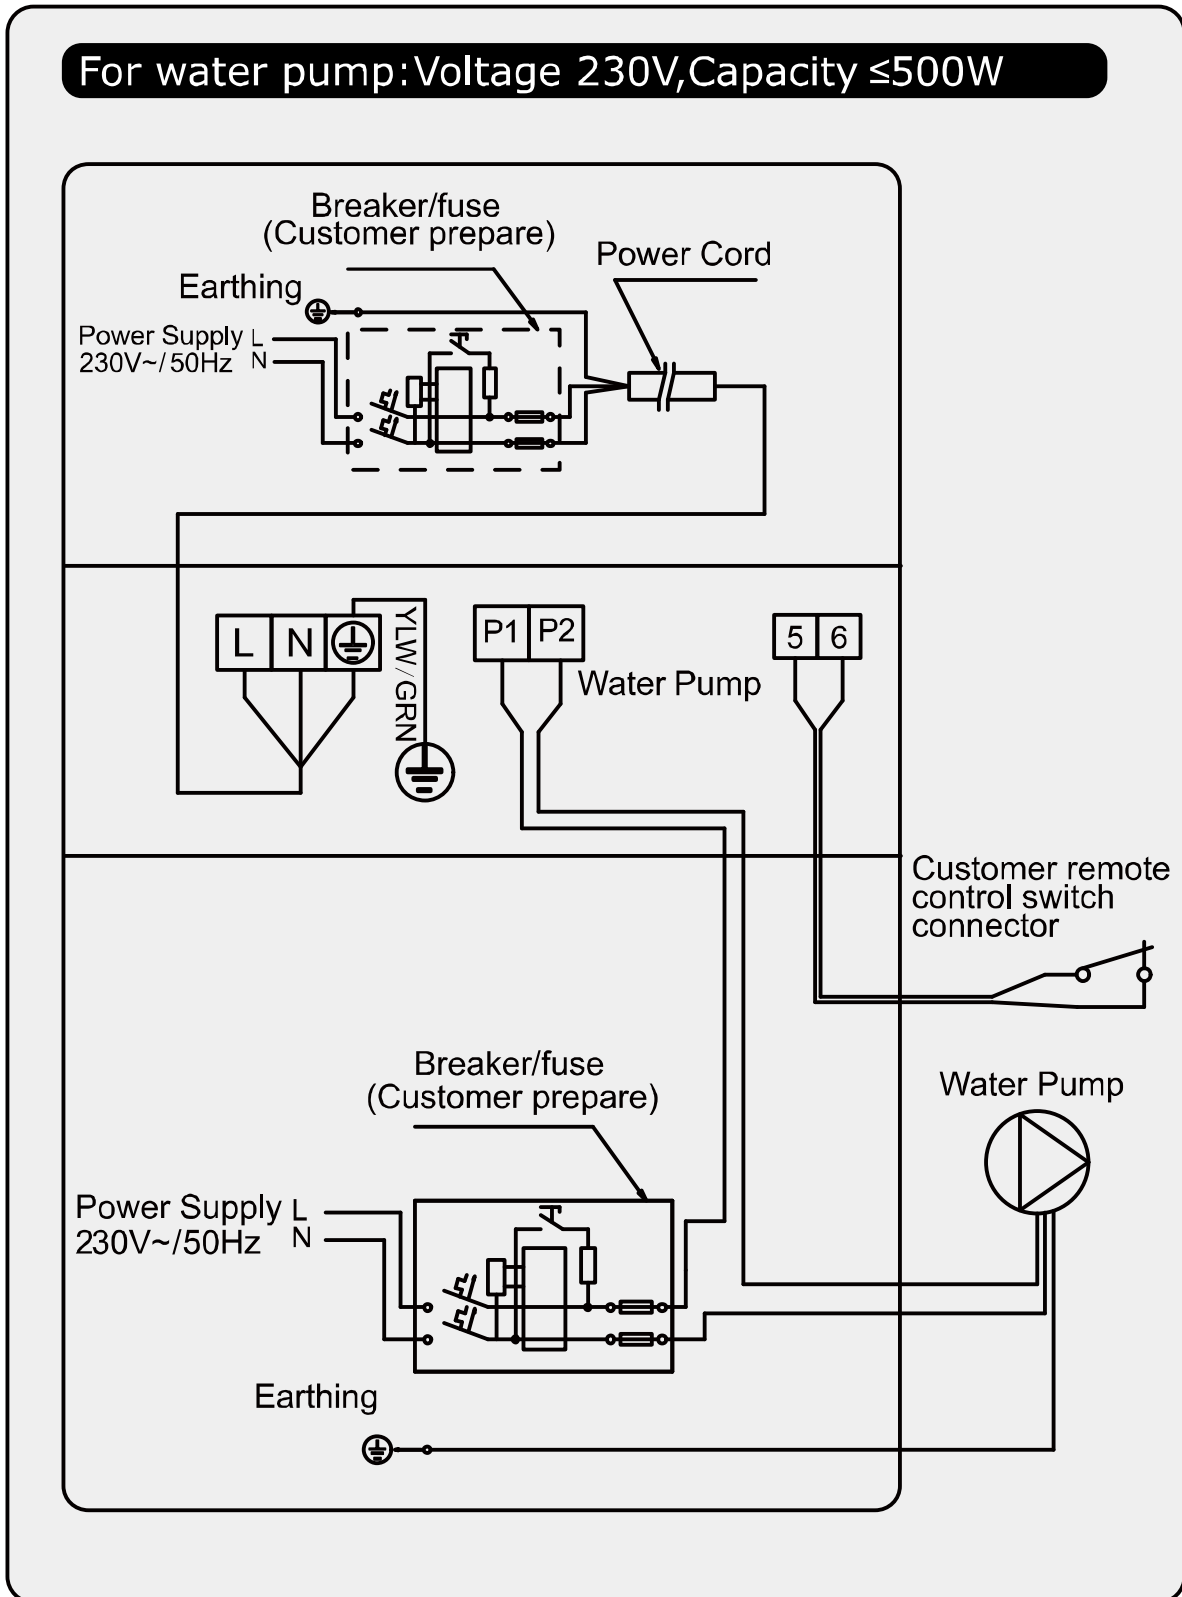 For water pump:Voltage 230V,Capacity ≤500W
Breaker/fuse
(Customer prepare)
Power Cord
Earthing
Power Supply L
230V~/50Hz N
L N
YLW/GRN
P1 P2
5 6
Water Pump
Customer remote
control switch
connector
Breaker/fuse
(Customer prepare)
Water Pump
Power Supply L
230V~/50Hz N
Earthing